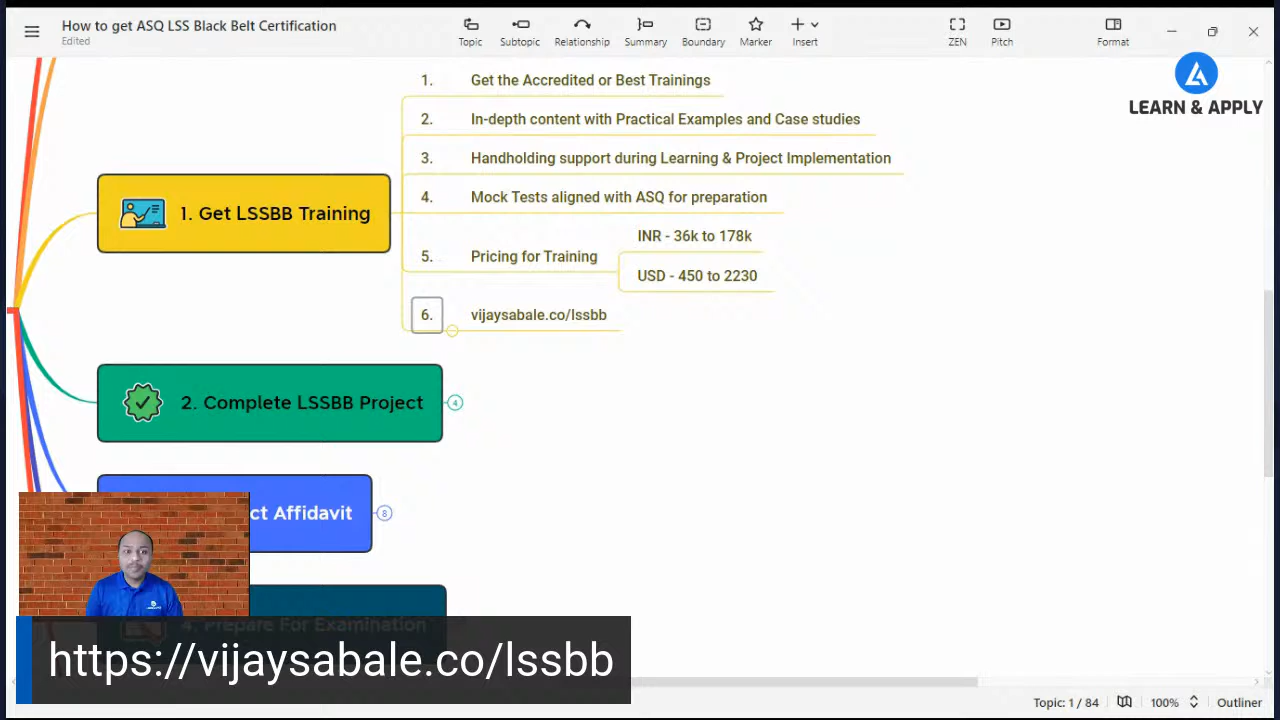 How to get ASQ LSS Black Belt Certification
Edited
Topic
Subtopic
Relationship
Summary
Boundary
Marker
Insert
ZEN
Pitch
Format
LEARN & APPLY
1. Get the Accredited or Best Trainings
2. In-depth content with Practical Examples and Case studies
3. Handholding support during Learning & Project Implementation
4. Mock Tests aligned with ASQ for preparation
5. Pricing for Training
INR - 36k to 178k
USD - 450 to 2230
6. vijaysabale.co/lssbb
1. Get LSSBB Training
2. Complete LSSBB Project
4
ct Affidavit
8
4. Prepare For Examination
https://vijaysabale.co/lssbb
Topic: 1 / 84
100%
Outliner